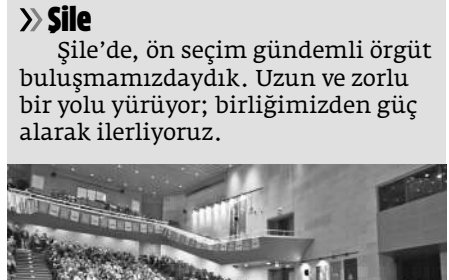 » Şile
Şile’de, ön seçim gündemli örgüt
buluşmamızdaydık. Uzun ve zorlu
bir yolu yürüyor; birliğimizden güç
alarak ilerliyoruz.